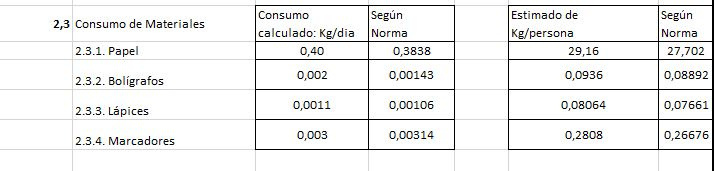 Consumo Según Estimado de Según
2,3 Consumo de Materiales calculado: Kg/dia Norma Kg/persona Norma
2.3.1. Papel 0,40 0,3838 29,16 27,702
2.3.2. Bolígrafos 0,002 0,00143 0,0936 0,08892
2.3.3. Lápices 0,0011 0,00106 0,08064 0,07661
2.3.4. Marcadores 0,003 0,00314 0,2808 0,26676